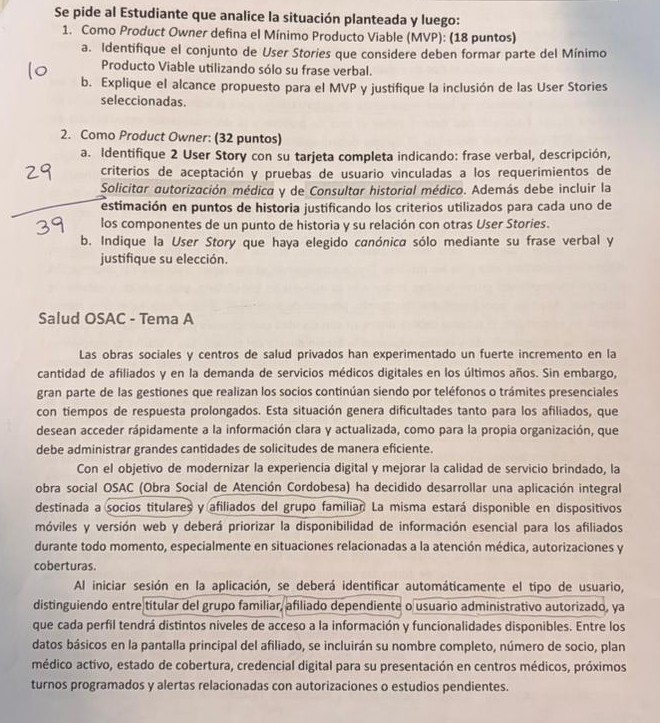 Se pide al Estudiante que analice la situación planteada y luego:
1. Como Product Owner defina el Mínimo Producto Viable (MVP): (18 puntos)
a. Identifique el conjunto de User Stories que considere deben formar parte del Mínimo
Producto Viable utilizando sólo su frase verbal.
10
b. Explique el alcance propuesto para el MVP y justifique la inclusión de las User Stories
seleccionadas.
2. Como Product Owner: (32 puntos)
a. Identifique 2 User Story con su tarjeta completa indicando: frase verbal, descripción,
29
criterios de aceptación y pruebas de usuario vinculadas a los requerimientos de
Solicitar autorización médica y de Consultar historial médico. Además debe incluir la
estimación en puntos de historia justificando los criterios utilizados para cada uno de
39
los componentes de un punto de historia y su relación con otras User Stories.
b. Indique la User Story que haya elegido canónica sólo mediante su frase verbal y
justifique su elección.
Salud OSAC - Tema A
Las obras sociales y centros de salud privados han experimentado un fuerte incremento en la
cantidad de afiliados y en la demanda de servicios médicos digitales en los últimos años. Sin embargo,
gran parte de las gestiones que realizan los socios continúan siendo por teléfonos o trámites presenciales
con tiempos de respuesta prolongados. Esta situación genera dificultades tanto para los afiliados, que
desean acceder rápidamente a la información clara y actualizada, como para la propia organización, que
debe administrar grandes cantidades de solicitudes de manera eficiente.
Con el objetivo de modernizar la experiencia digital y mejorar la calidad de servicio brindado, la
obra social OSAC (Obra Social de Atención Cordobesa) ha decidido desarrollar una aplicación integral
destinada a socios titulares y afiliados del grupo familiar. La misma estará disponible en dispositivos
móviles y versión web y deberá priorizar la disponibilidad de información esencial para los afiliados
durante todo momento, especialmente en situaciones relacionadas a la atención médica, autorizaciones y
coberturas.
Al iniciar sesión en la aplicación, se deberá identificar automáticamente el tipo de usuario,
distinguiendo entre titular del grupo familiar, afiliado dependiente o usuario administrativo autorizado, ya
que cada perfil tendrá distintos niveles de acceso a la información y funcionalidades disponibles. Entre los
datos básicos en la pantalla principal del afiliado, se incluirán su nombre completo, número de socio, plan
médico activo, estado de cobertura, credencial digital para su presentación en centros médicos, próximos
turnos programados y alertas relacionadas con autorizaciones o estudios pendientes.